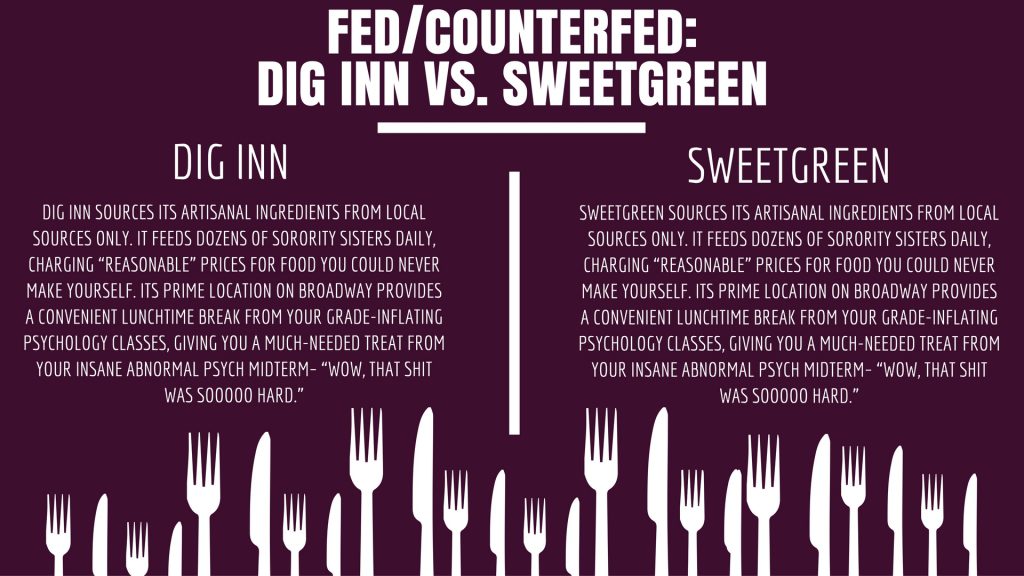 FED/COUNTERFED:
DIG INN VS. SWEETGREEN
DIG INN
DIG INN SOURCES ITS ARTISANAL INGREDIENTS FROM LOCAL
SOURCES ONLY. IT FEEDS DOZENS OF SORORITY SISTERS DAILY,
CHARGING “REASONABLE” PRICES FOR FOOD YOU COULD NEVER
MAKE YOURSELF. ITS PRIME LOCATION ON BROADWAY PROVIDES
A CONVENIENT LUNCHTIME BREAK FROM YOUR GRADE-INFLATING
PSYCHOLOGY CLASSES, GIVING YOU A MUCH-NEEDED TREAT FROM
YOUR INSANE ABNORMAL PSYCH MIDTERM– “WOW, THAT SHIT
WAS SOOOOO HARD.”
SWEETGREEN
SWEETGREEN SOURCES ITS ARTISANAL INGREDIENTS FROM LOCAL
SOURCES ONLY. IT FEEDS DOZENS OF SORORITY SISTERS DAILY,
CHARGING “REASONABLE” PRICES FOR FOOD YOU COULD NEVER
MAKE YOURSELF. ITS PRIME LOCATION ON BROADWAY PROVIDES
A CONVENIENT LUNCHTIME BREAK FROM YOUR GRADE-INFLATING
PSYCHOLOGY CLASSES, GIVING YOU A MUCH-NEEDED TREAT FROM
YOUR INSANE ABNORMAL PSYCH MIDTERM– “WOW, THAT SHIT
WAS SOOOOO HARD.”